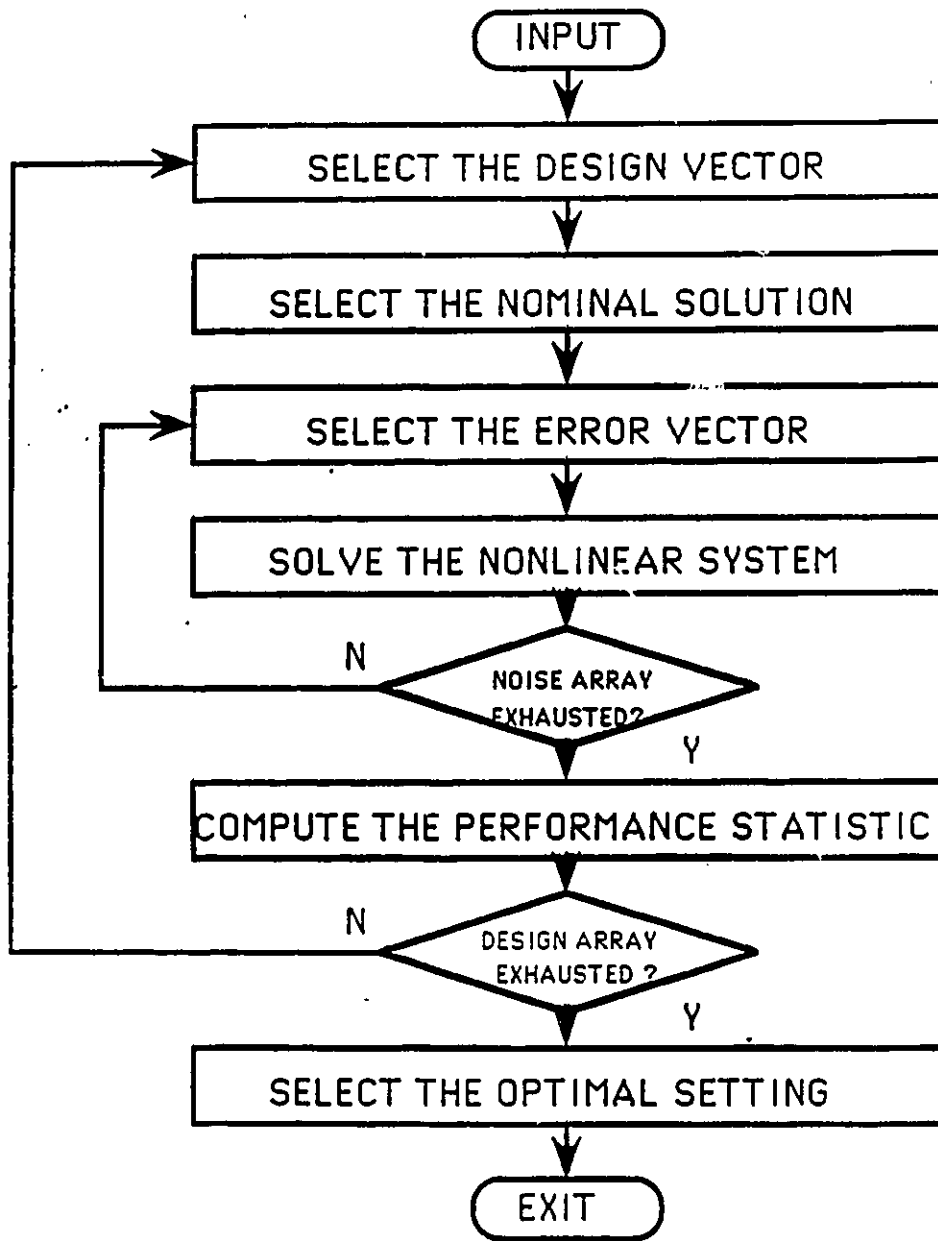 INPUT
SELECT THE DESIGN VECTOR
SELECT THE NOMINAL SOLUTION
SELECT THE ERROR VECTOR
SOLVE THE NONLINEAR SYSTEM
N
NOISE ARRAY
EXHAUSTED?
Y
COMPUTE THE PERFORMANCE STATISTIC
N
DESIGN ARRAY
EXHAUSTED ?
Y
SELECT THE OPTIMAL SETTING
EXIT